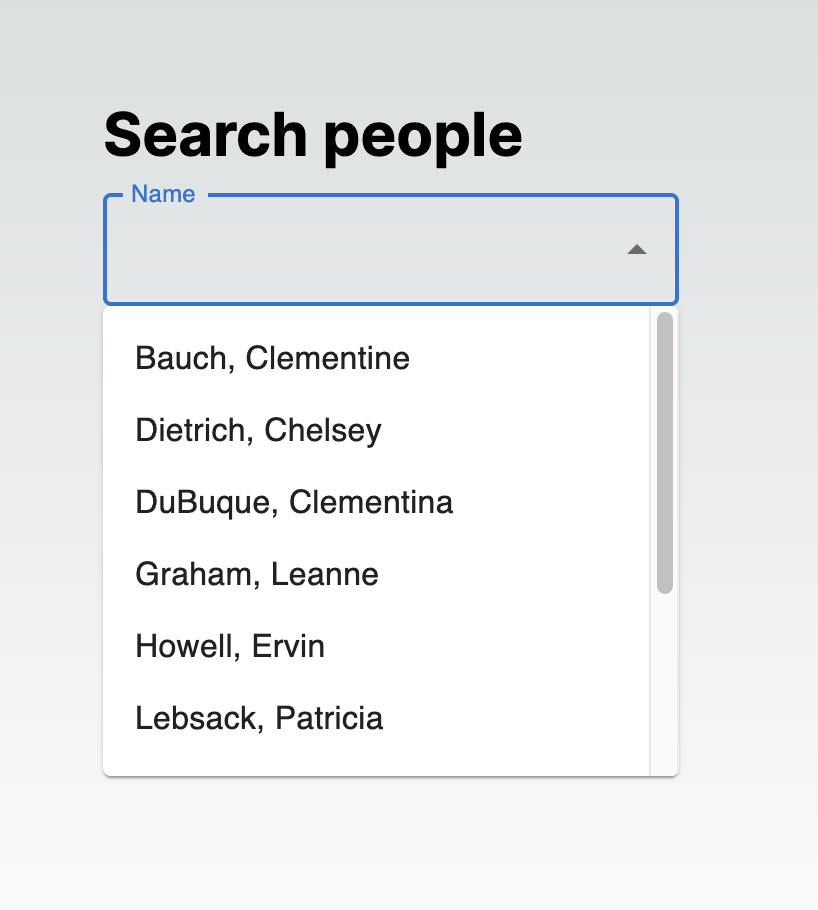 Search people
Name
Bauch, Clementine
Dietrich, Chelsey
DuBuque, Clementina
Graham, Leanne
Howell, Ervin
Lebsack, Patricia